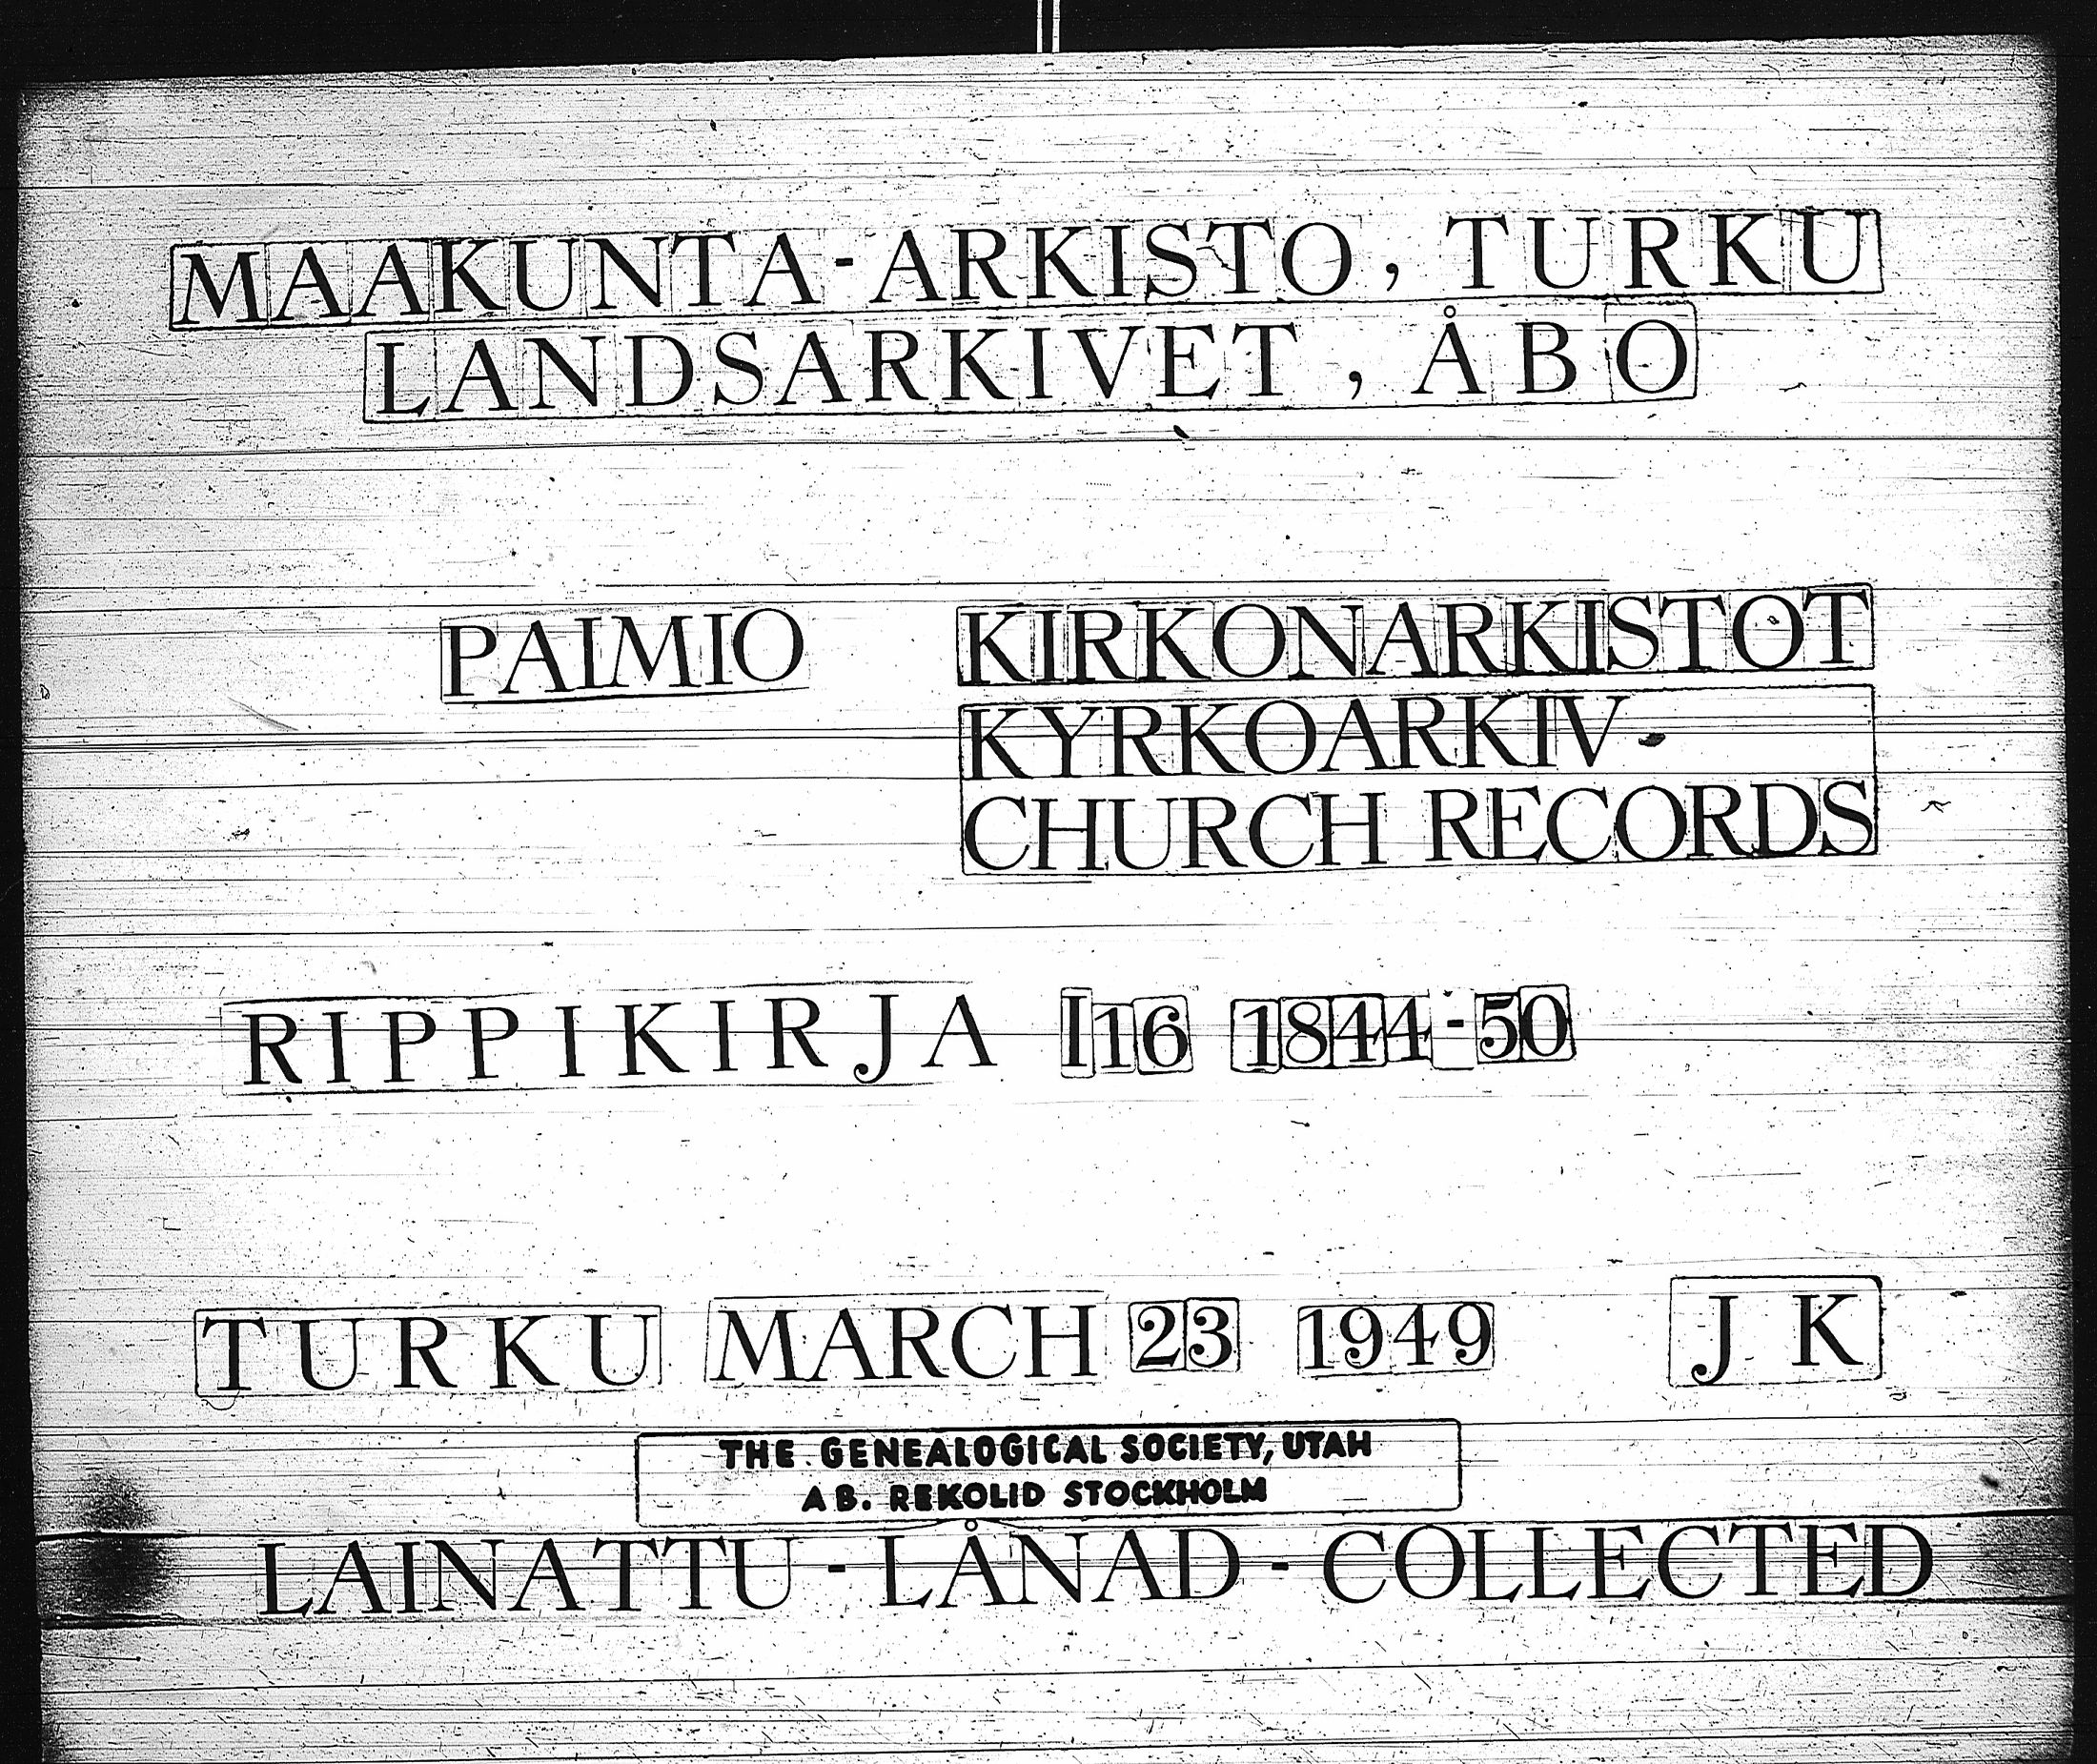 MAAKUNTA-ARKISTO, TURKU
LANDSARKIVET, ÅBO
PAIMIO KIRKONARKISTOT
KYRKOARKIV
CHURCH RECORDS
RIPPIKIRJA I16 1844-50
TURKU MARCH 23 1949 J K
THE GENEALOGICAL SOCIETY, UTAH
AB. REKOLID STOCKHOLM
LAINATTU - LÅNAD - COLLECTED